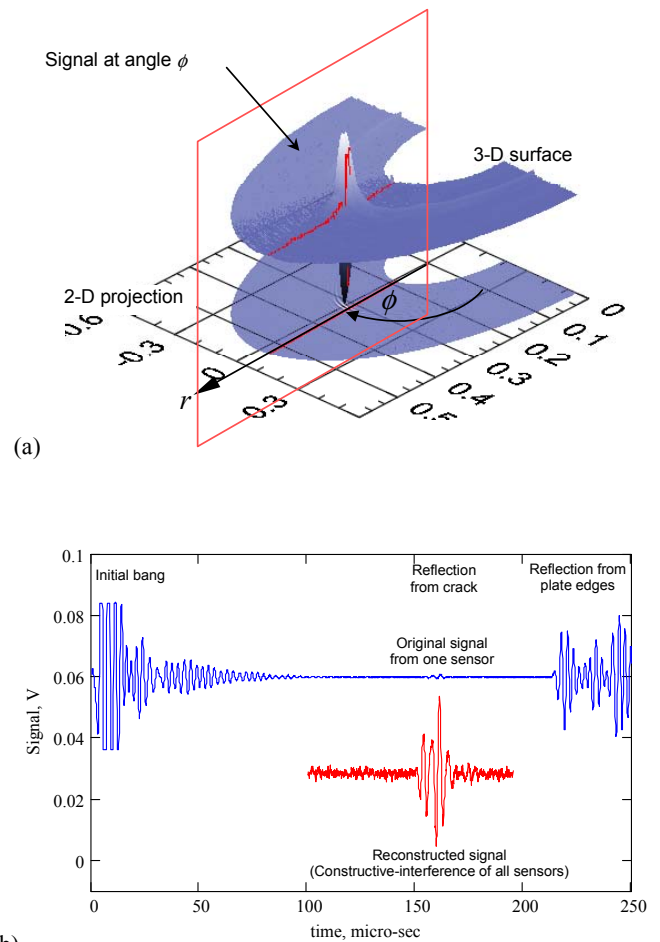 Signal at angle ϕ
3-D surface
2-D projection
ϕ
r
-0.3
0
0.3
0.4
0.3
0.2
0.1
0
(a)
0.1
0.08
0.06
0.04
0.02
0
Signal, V
Initial bang
Reflection
from crack
Reflection from
plate edges
Original signal
from one sensor
Reconstructed signal
(Constructive-interference of all sensors)
0 50 100 150 200 250
time, micro-sec